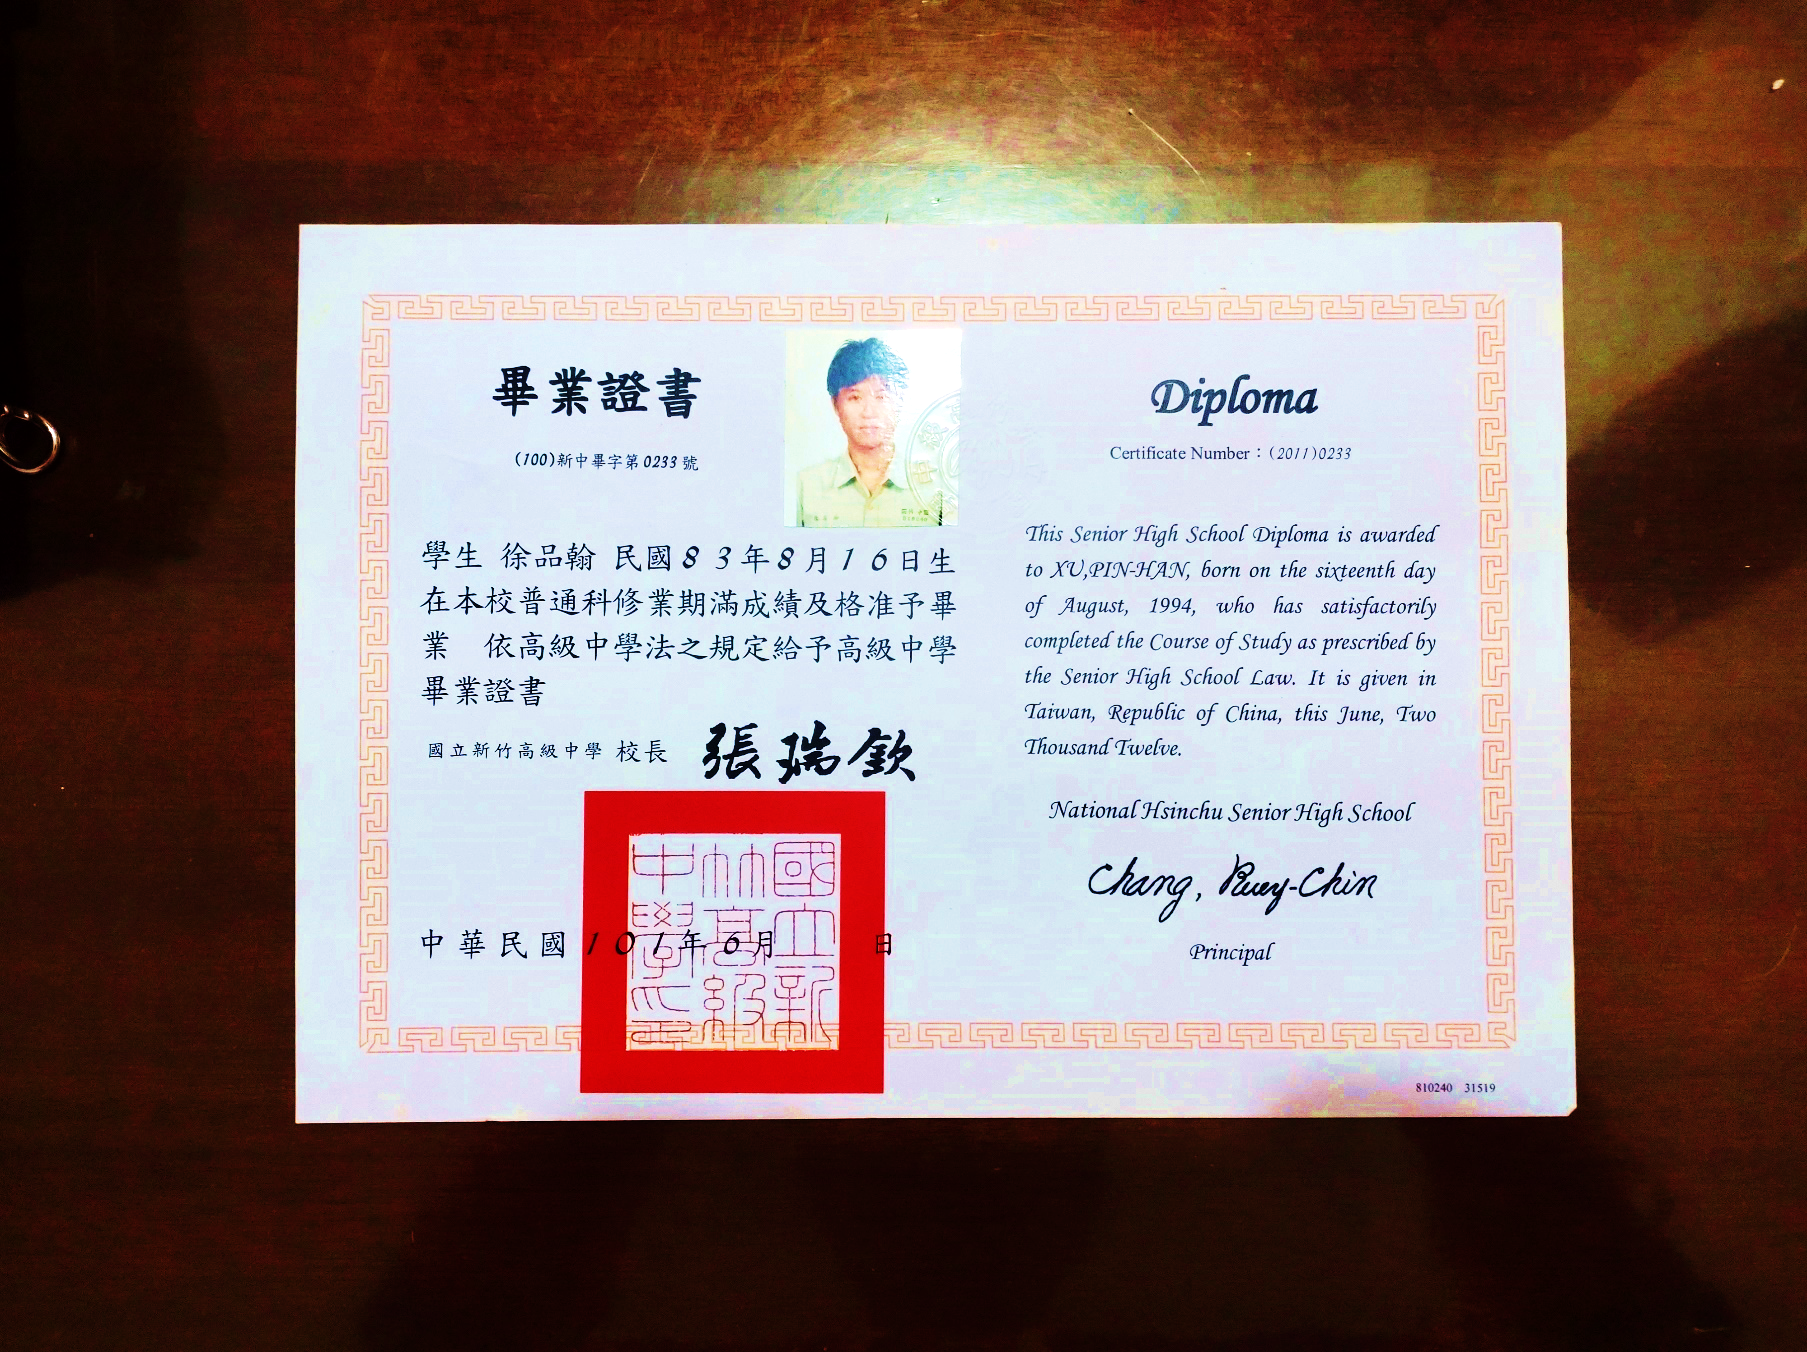 畢業證書
(100)新中畢字第0233號
學生 徐品翰 民國83年8月16日生
在本校普通科修業期滿成績及格准予畢
業 依高級中學法之規定給予高級中學
畢業證書
國立新竹高級中學 校長 張瑞欽
中華民國101年6月 日
國立新
竹高級
中學印
Diploma
Certificate Number：(2011)0233
This Senior High School Diploma is awarded
to XU,PIN-HAN, born on the sixteenth day
of August, 1994, who has satisfactorily
completed the Course of Study as prescribed by
the Senior High School Law. It is given in
Taiwan, Republic of China, this June, Two
Thousand Twelve.
National Hsinchu Senior High School
Chang, Ruey-Chin
Principal
810240 31519